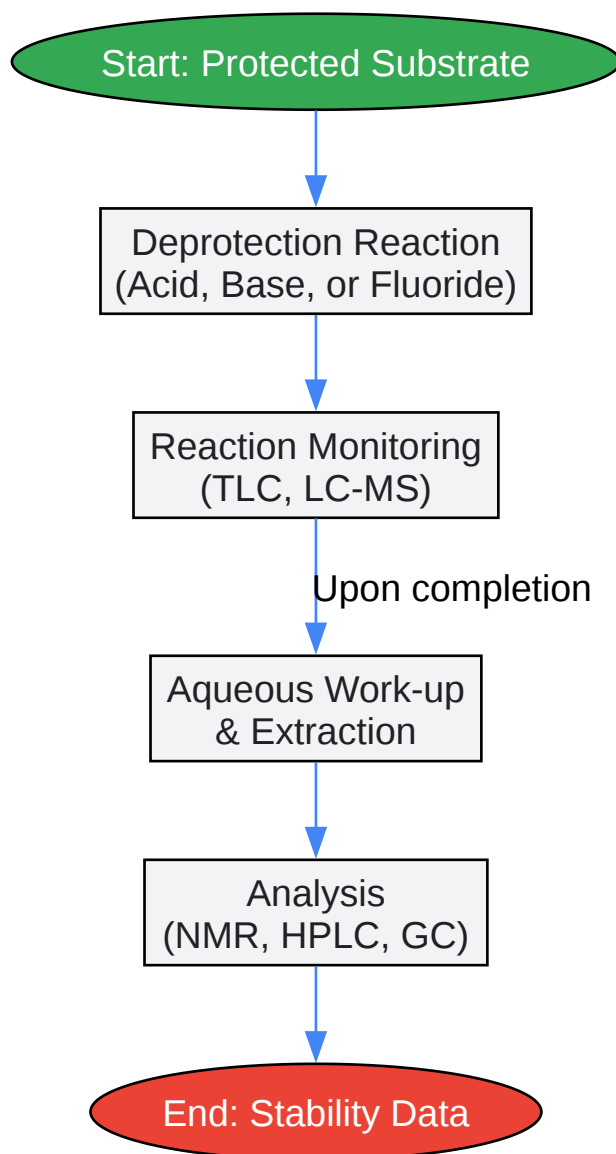 Start: Protected Substrate
Deprotection Reaction
(Acid, Base, or Fluoride)
Reaction Monitoring
(TLC, LC-MS)
Upon completion
Aqueous Work-up
& Extraction
Analysis
(NMR, HPLC, GC)
End: Stability Data